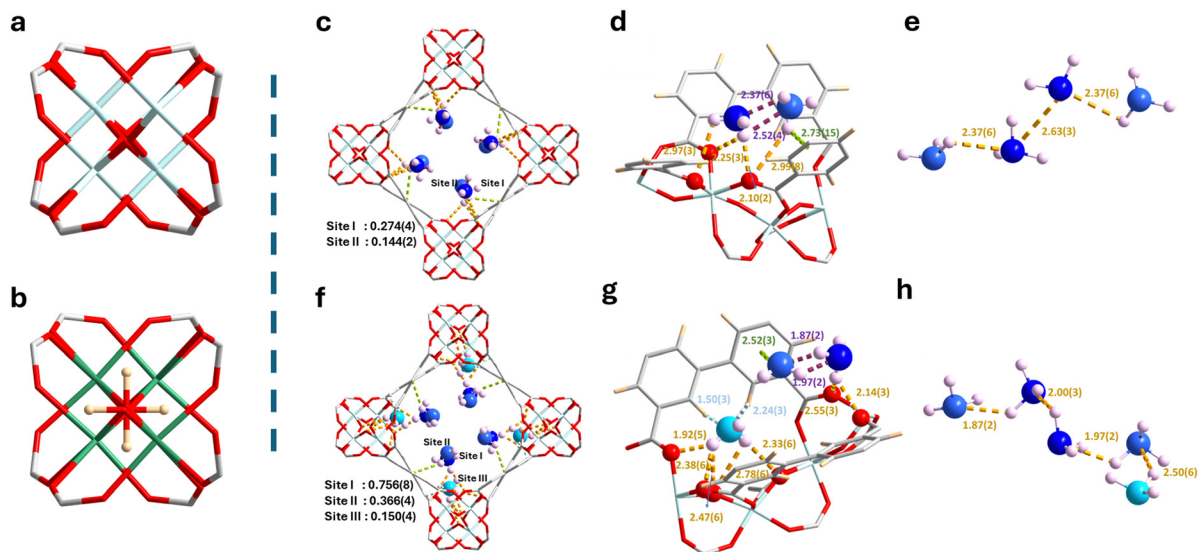 a
c
d
e
2.37(6)
2.52(4)
2.73(15)
2.97(3)
2.25(3)
2.99(8)
2.10(2)
2.37(6)
2.37(6)
2.63(3)
Site II
Site I
Site I : 0.274(4)
Site II : 0.144(2)
b
f
g
h
2.52(3)
1.87(2)
1.97(2)
2.14(3)
1.50(3)
2.24(3)
2.55(3)
1.92(5)
2.33(6)
2.38(6)
2.78(6)
2.47(6)
2.00(3)
1.87(2)
1.97(2)
2.50(6)
Site II
Site I
Site III
Site I : 0.756(8)
Site II : 0.366(4)
Site III : 0.150(4)